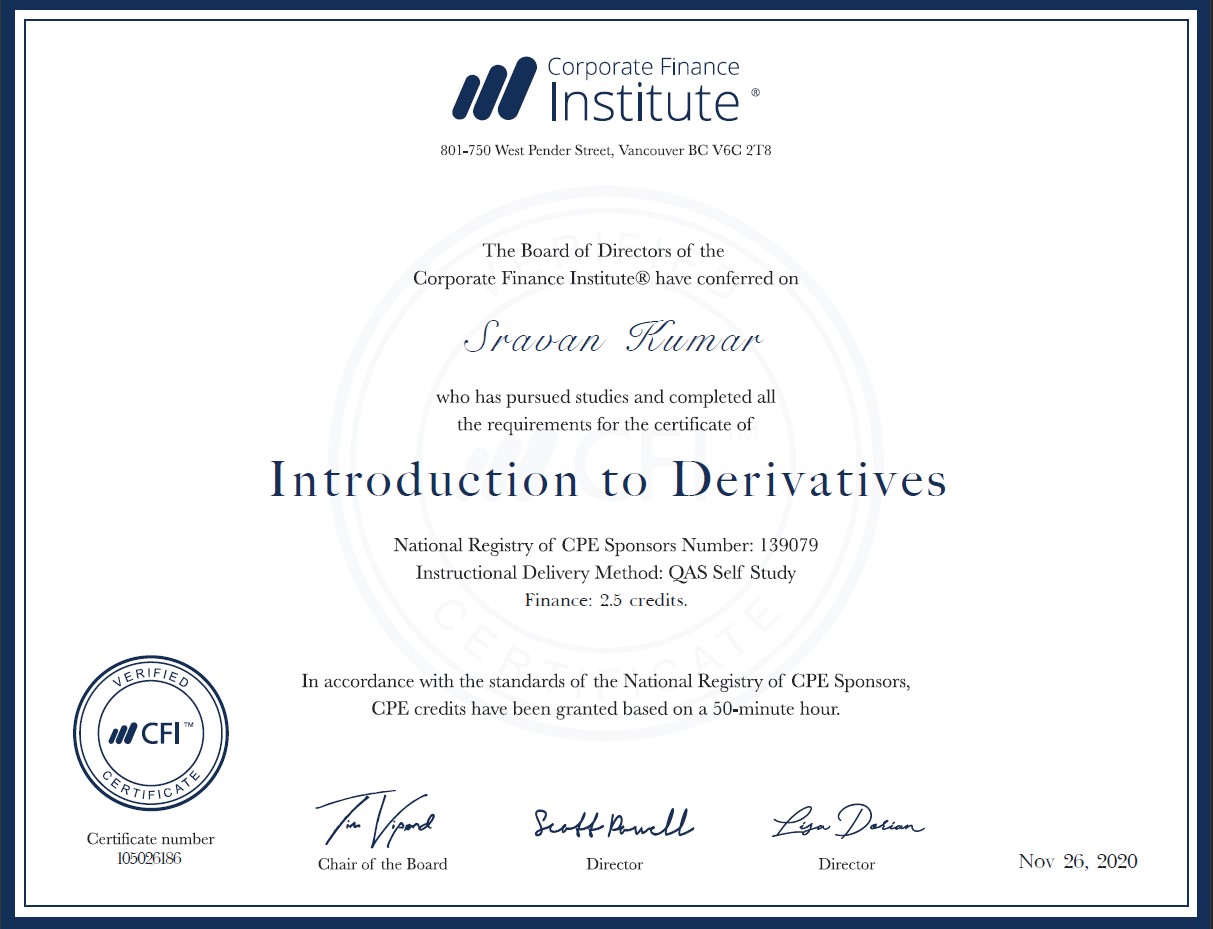 Corporate Finance
Institute ®
801-750 West Pender Street, Vancouver BC V6C 2T8
The Board of Directors of the
Corporate Finance Institute® have conferred on
Sravan Kumar
who has pursued studies and completed all
the requirements for the certificate of
Introduction to Derivatives
National Registry of CPE Sponsors Number: 139079
Instructional Delivery Method: QAS Self Study
Finance: 2.5 credits.
In accordance with the standards of the National Registry of CPE Sponsors,
CPE credits have been granted based on a 50-minute hour.
VERIFIED
CFI™
CERTIFICATE
Certificate number
105026186
Tim Vipond
Chair of the Board
Scott Powell
Director
Lisa Dorian
Director
Nov 26, 2020
VERIFIED
CFI™
CERTIFICATE